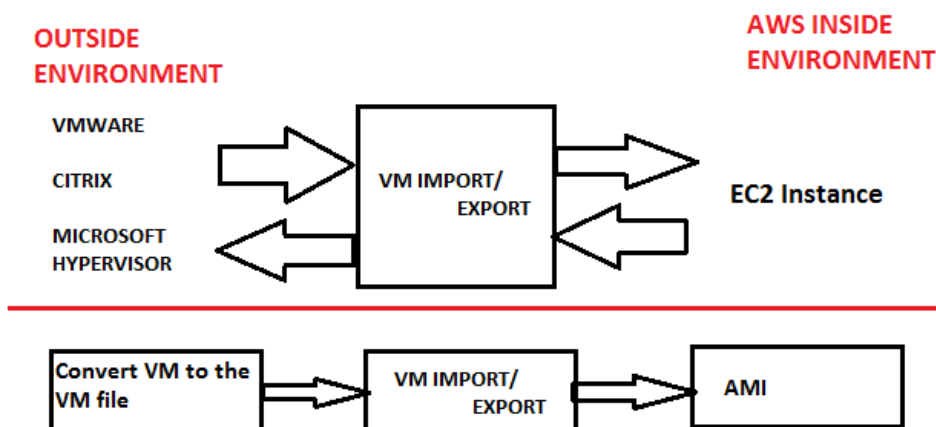 OUTSIDE
ENVIRONMENT
AWS INSIDE
ENVIRONMENT
VMWARE
CITRIX
MICROSOFT
HYPERVISOR
VM IMPORT/
EXPORT
EC2 Instance
Convert VM to the
VM file
VM IMPORT/
EXPORT
AMI